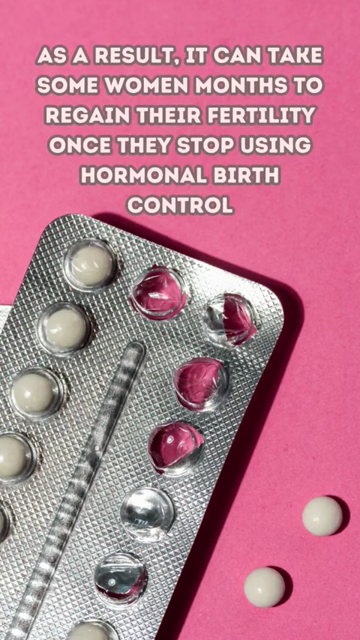 AS A RESULT, IT CAN TAKE
SOME WOMEN MONTHS TO
REGAIN THEIR FERTILITY
ONCE THEY STOP USING
HORMONAL BIRTH
CONTROL